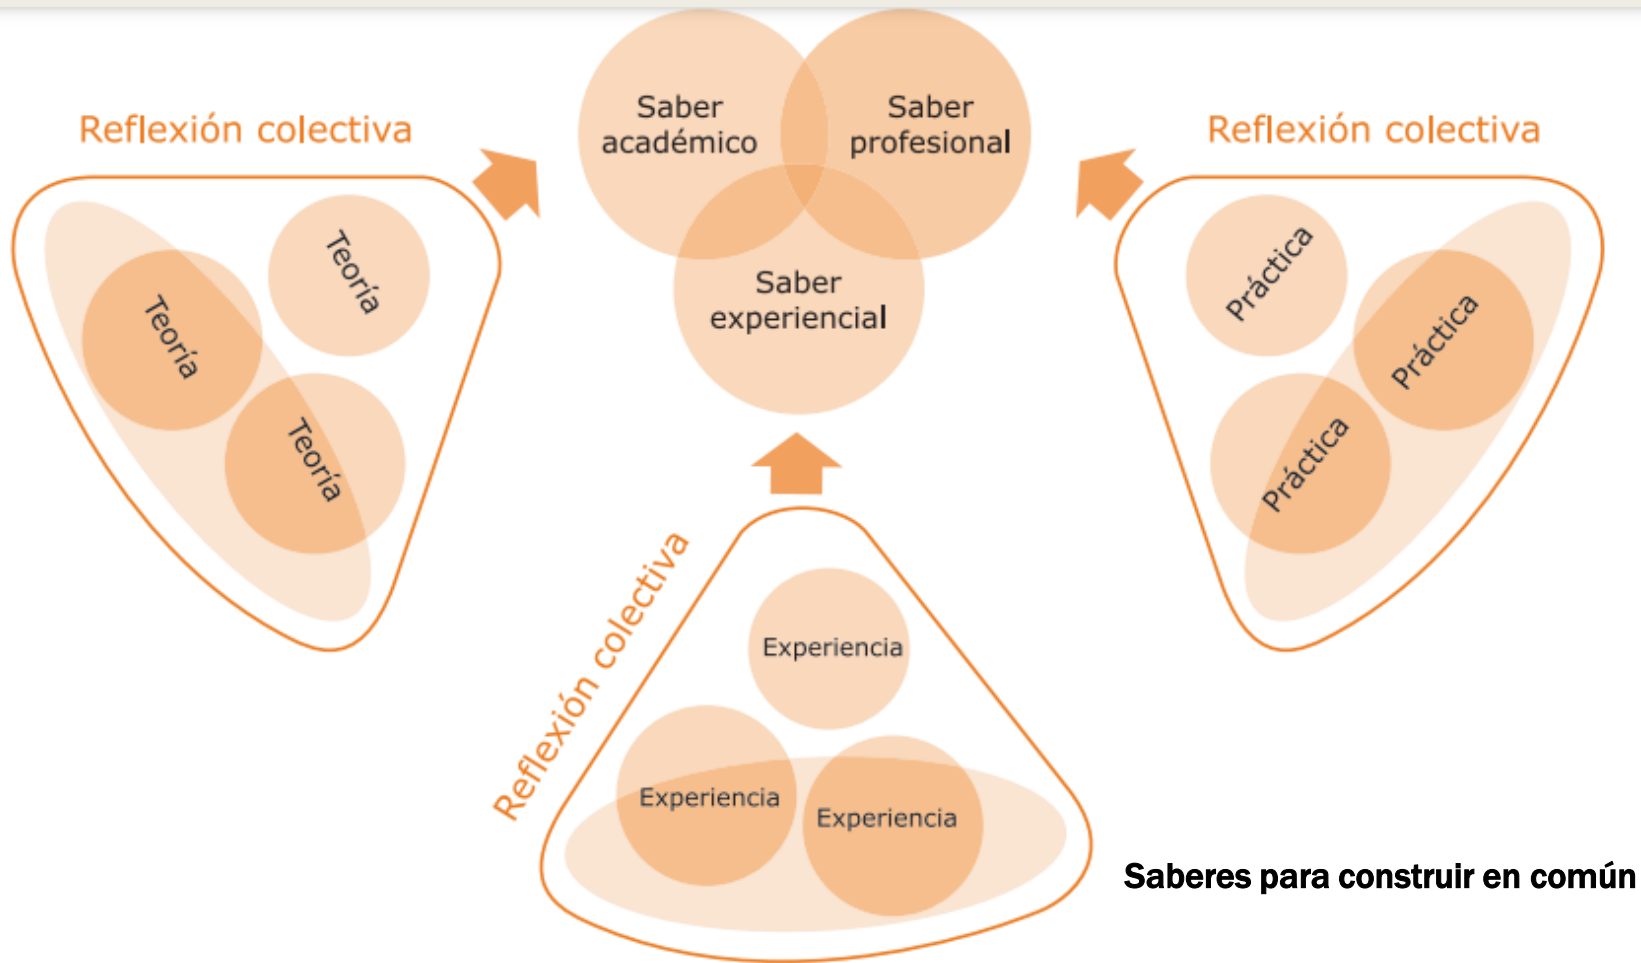 Reflexión colectiva
Teoría
Teoría
Teoría
Saber
académico
Saber
profesional
Saber
experiencial
Reflexión colectiva
Práctica
Práctica
Práctica
Reflexión colectiva
Experiencia
Experiencia
Experiencia
Saberes para construir en común